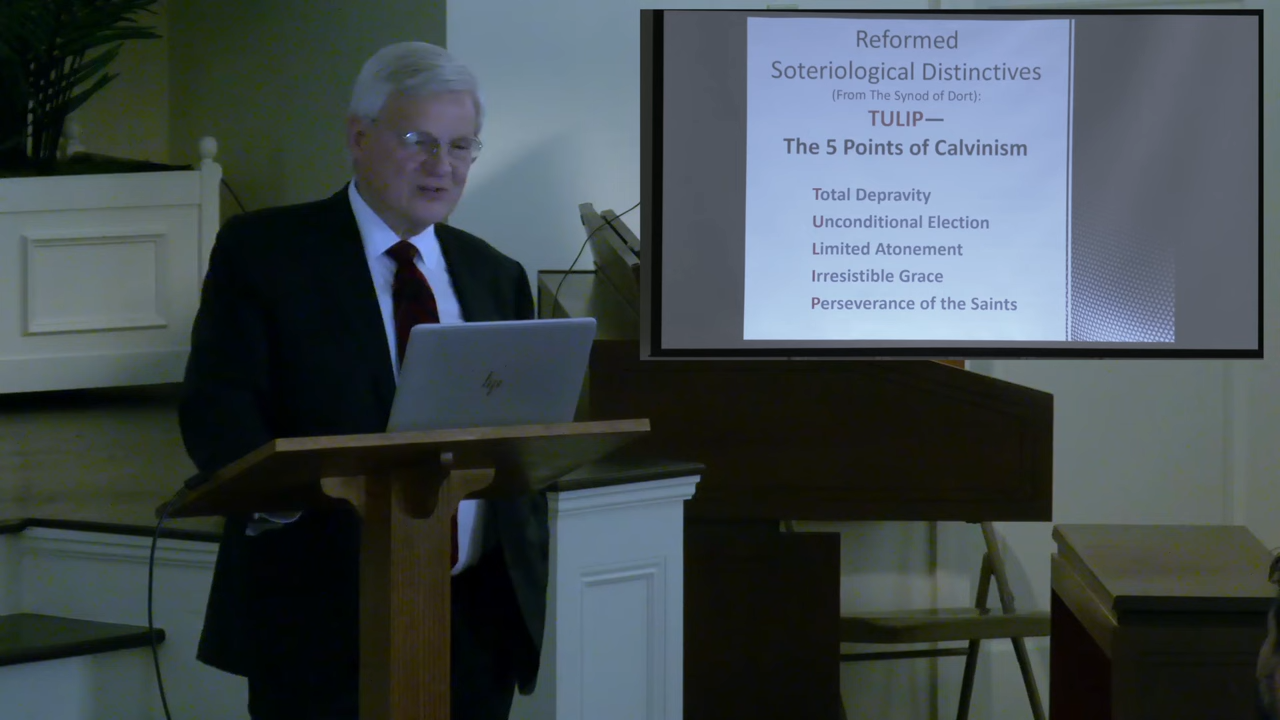 Reformed
Soteriological Distinctives
(From The Synod of Dort):
TULIP—
The 5 Points of Calvinism
Total Depravity
Unconditional Election
Limited Atonement
Irresistible Grace
Perseverance of the Saints
hp